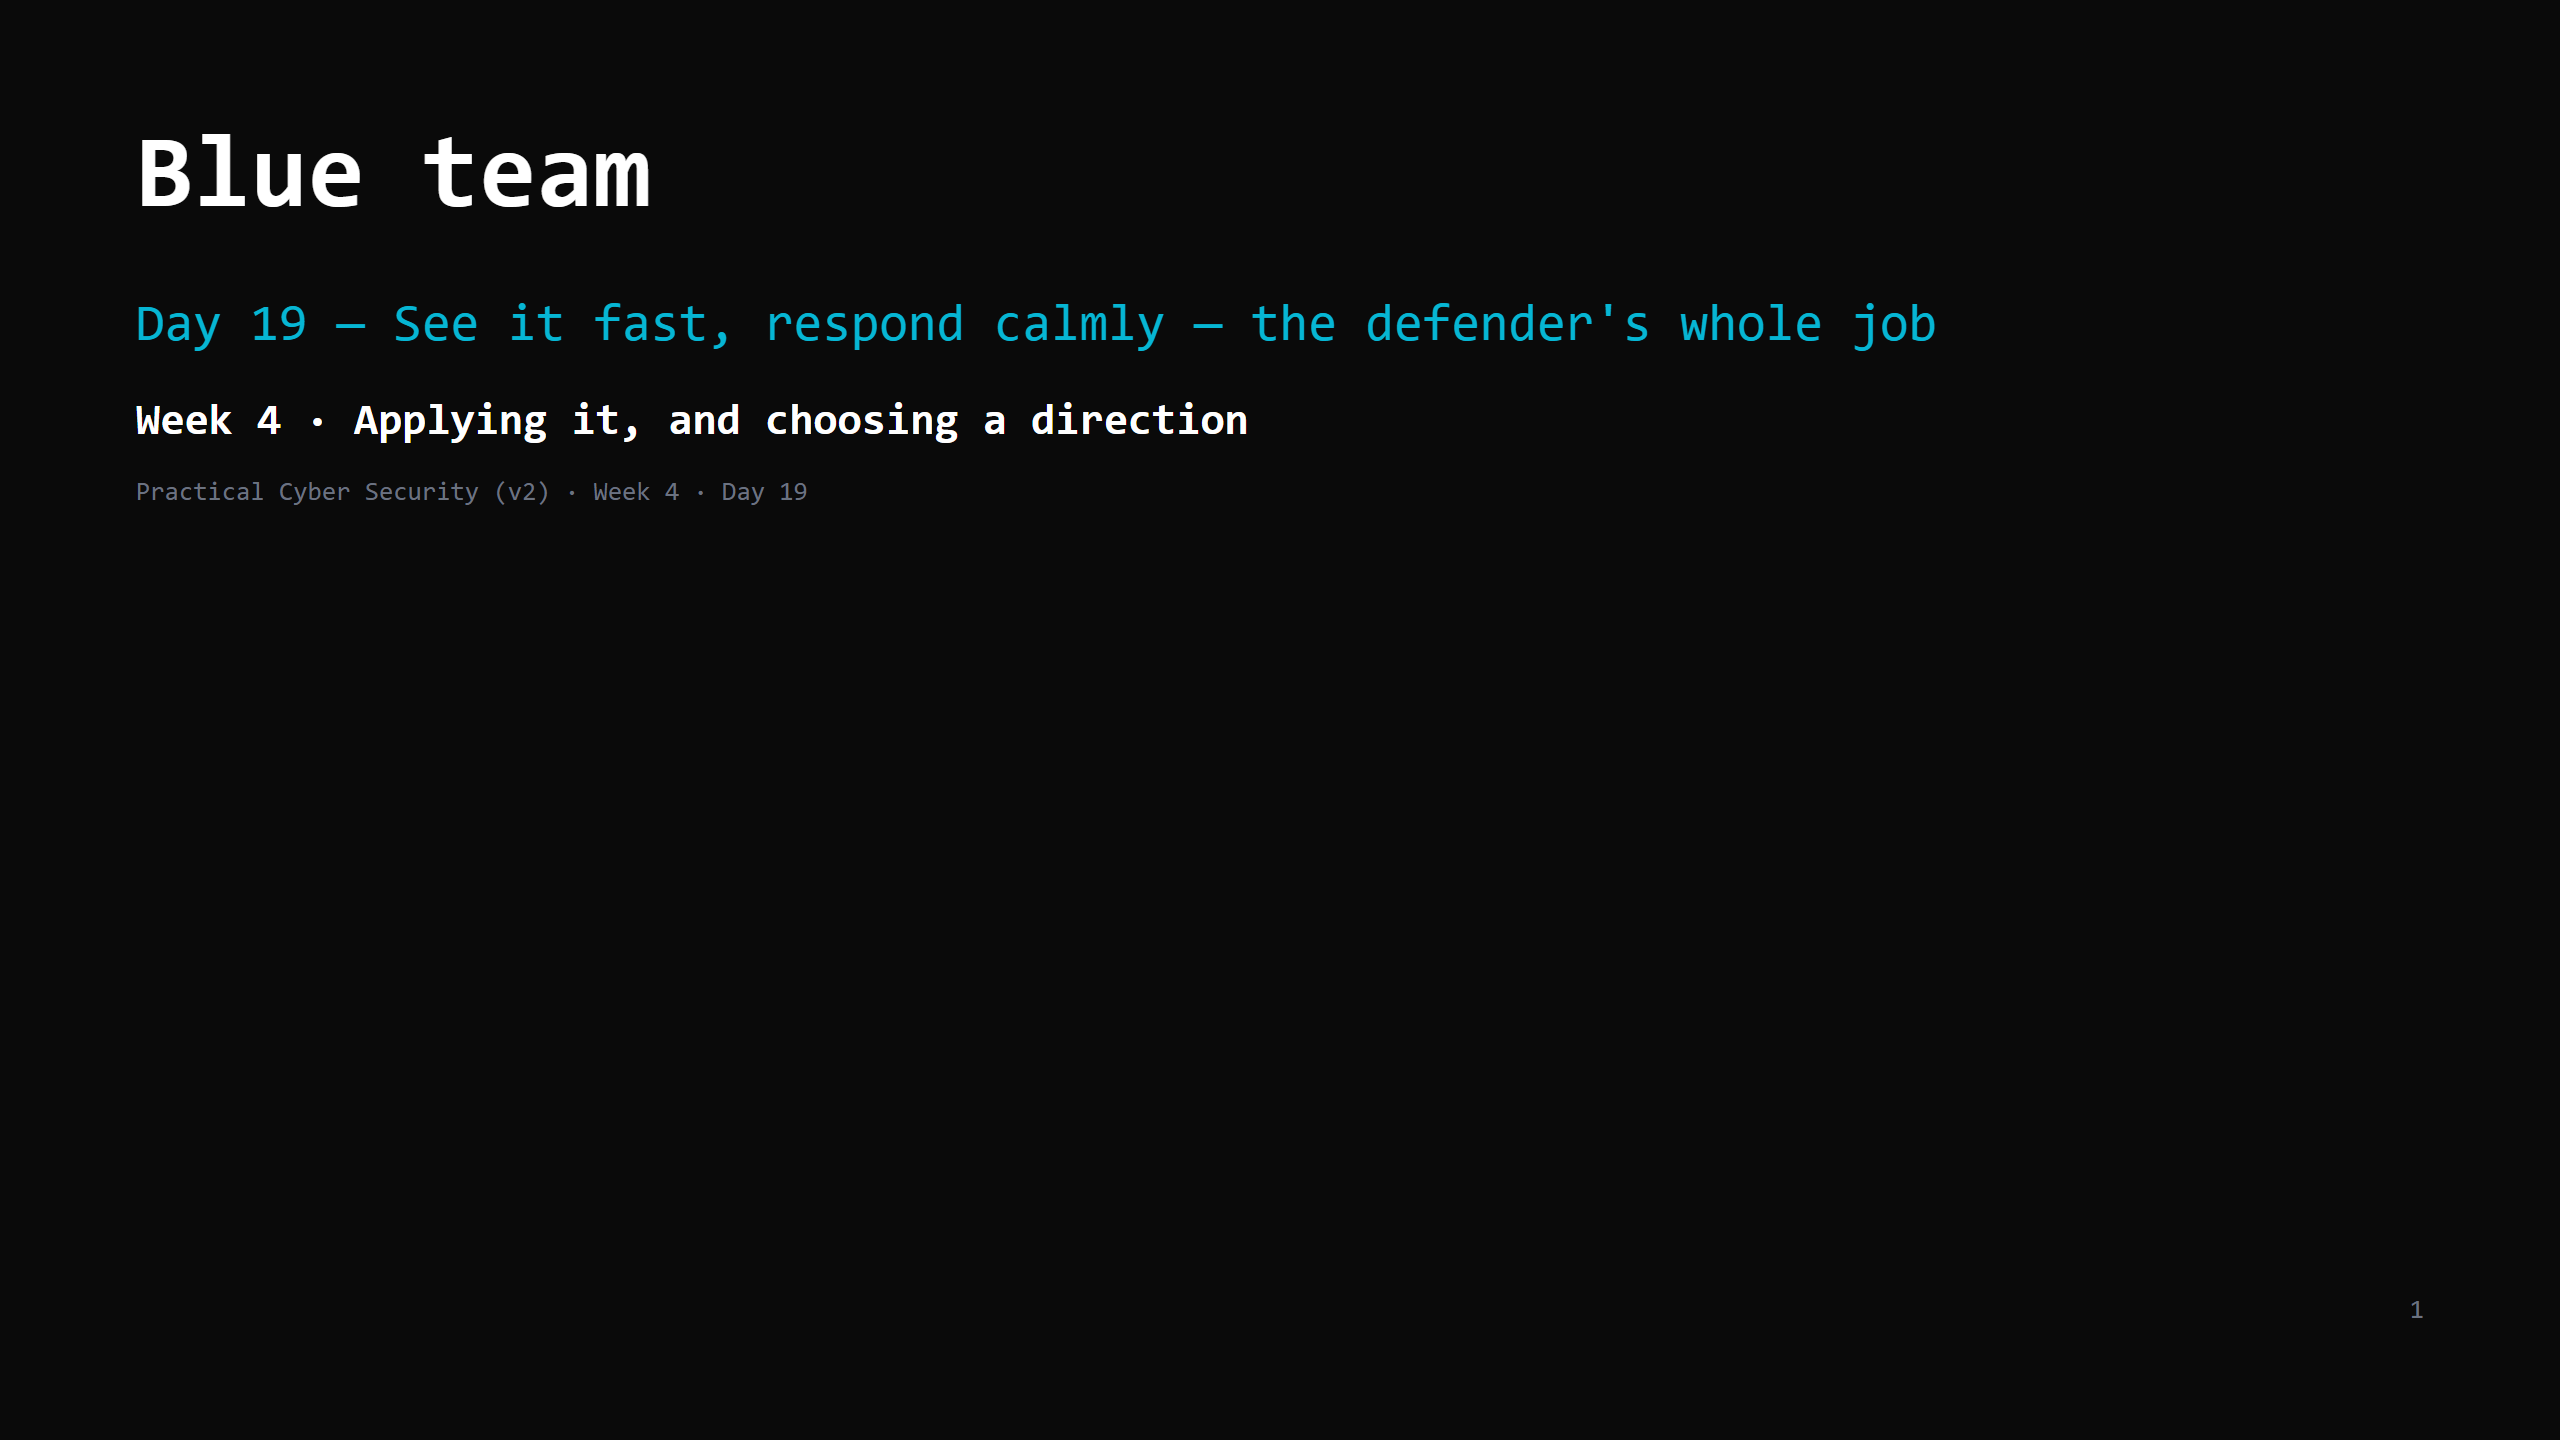 Blue team
Day 19 — See it fast, respond calmly — the defender's whole job
Week 4 · Applying it, and choosing a direction
Practical Cyber Security (v2) · Week 4 · Day 19
1